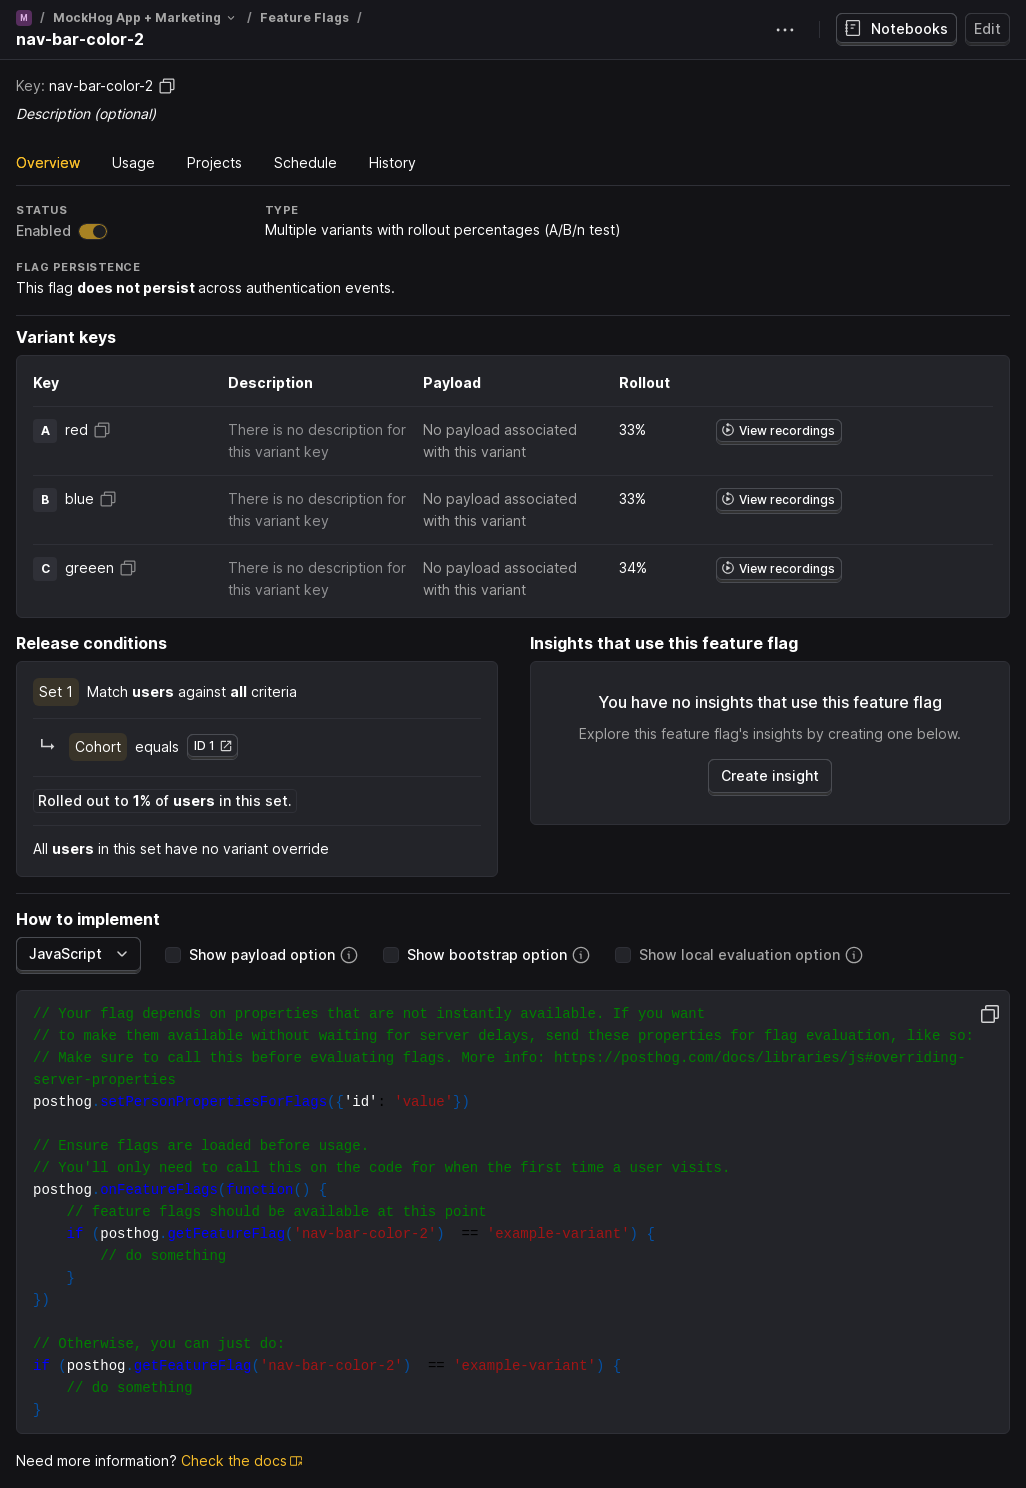 M / MockHog App + Marketing / Feature Flags /
nav-bar-color-2
Notebooks
Edit
Key: nav-bar-color-2
Description (optional)
Overview Usage Projects Schedule History
STATUS
Enabled
TYPE
Multiple variants with rollout percentages (A/B/n test)
FLAG PERSISTENCE
This flag does not persist across authentication events.
Variant keys
Key Description Payload Rollout
A red There is no description for No payload associated 33% View recordings
this variant key with this variant
B blue There is no description for No payload associated 33% View recordings
this variant key with this variant
C greeen There is no description for No payload associated 34% View recordings
this variant key with this variant
Release conditions
Set 1 Match users against all criteria
Cohort equals ID 1
Rolled out to 1% of users in this set.
All users in this set have no variant override
Insights that use this feature flag
You have no insights that use this feature flag
Explore this feature flag's insights by creating one below.
Create insight
How to implement
JavaScript Show payload option Show bootstrap option Show local evaluation option
// Your flag depends on properties that are not instantly available. If you want
// to make them available without waiting for server delays, send these properties for flag evaluation, like so:
// Make sure to call this before evaluating flags. More info: https://posthog.com/docs/libraries/js#overriding-
server-properties
posthog.setPersonPropertiesForFlags({'id': 'value'})
// Ensure flags are loaded before usage.
// You'll only need to call this on the code for when the first time a user visits.
posthog.onFeatureFlags(function() {
    // feature flags should be available at this point
    if (posthog.getFeatureFlag('nav-bar-color-2')  == 'example-variant') {
        // do something
    }
})
// Otherwise, you can just do:
if (posthog.getFeatureFlag('nav-bar-color-2')  == 'example-variant') {
    // do something
}
Need more information? Check the docs